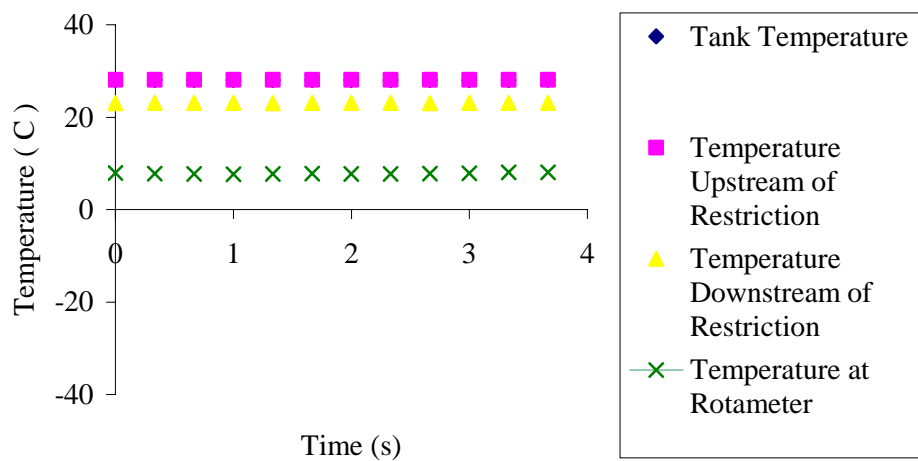 40
20
0
-20
-40
0 1 2 3 4
Temperature ( C )
Time (s)
Tank Temperature
Temperature
Upstream of
Restriction
Temperature
Downstream of
Restriction
Temperature at
Rotameter